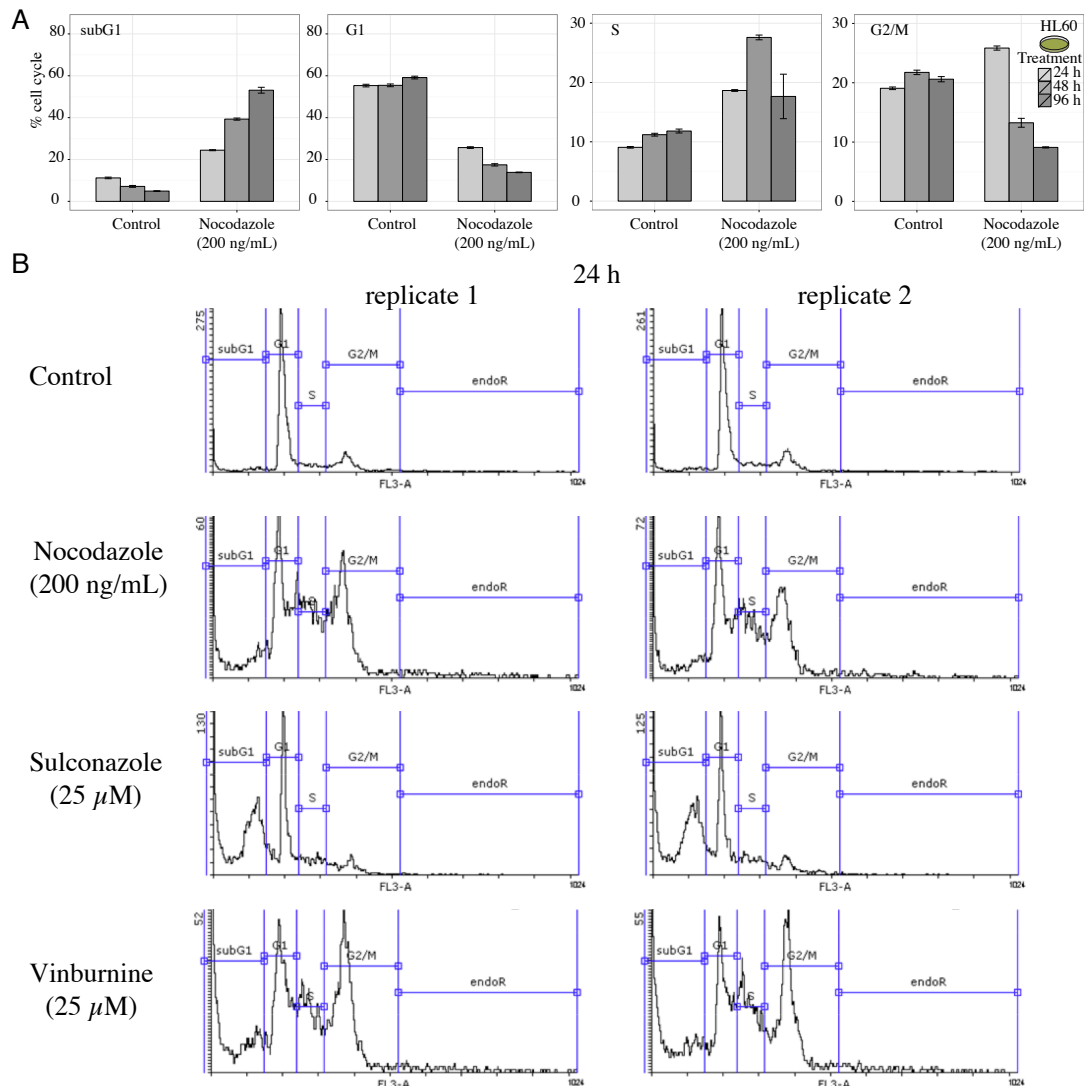 A
subG1
G1
S
G2/M
HL60
Treatment
24 h
48 h
96 h
% cell cycle
80
60
40
20
0
80
60
40
20
0
30
20
10
0
30
20
10
0
Control
Nocodazole
(200 ng/mL)
Control
Nocodazole
(200 ng/mL)
Control
Nocodazole
(200 ng/mL)
Control
Nocodazole
(200 ng/mL)
B
24 h
replicate 1
replicate 2
Control
275
subG1
G1
S
G2/M
endoR
FL3-A
1024
261
subG1
G1
S
G2/M
endoR
FL3-A
1024
Nocodazole
(200 ng/mL)
60
subG1
G1
S
G2/M
endoR
FL3-A
1024
72
subG1
G1
S
G2/M
endoR
FL3-A
1024
Sulconazole
(25 µM)
130
subG1
G1
S
G2/M
endoR
FL3-A
1024
125
subG1
G1
S
G2/M
endoR
FL3-A
1024
Vinburnine
(25 µM)
52
subG1
G1
S
G2/M
endoR
FL3-A
1024
55
subG1
G1
S
G2/M
endoR
FL3-A
1024